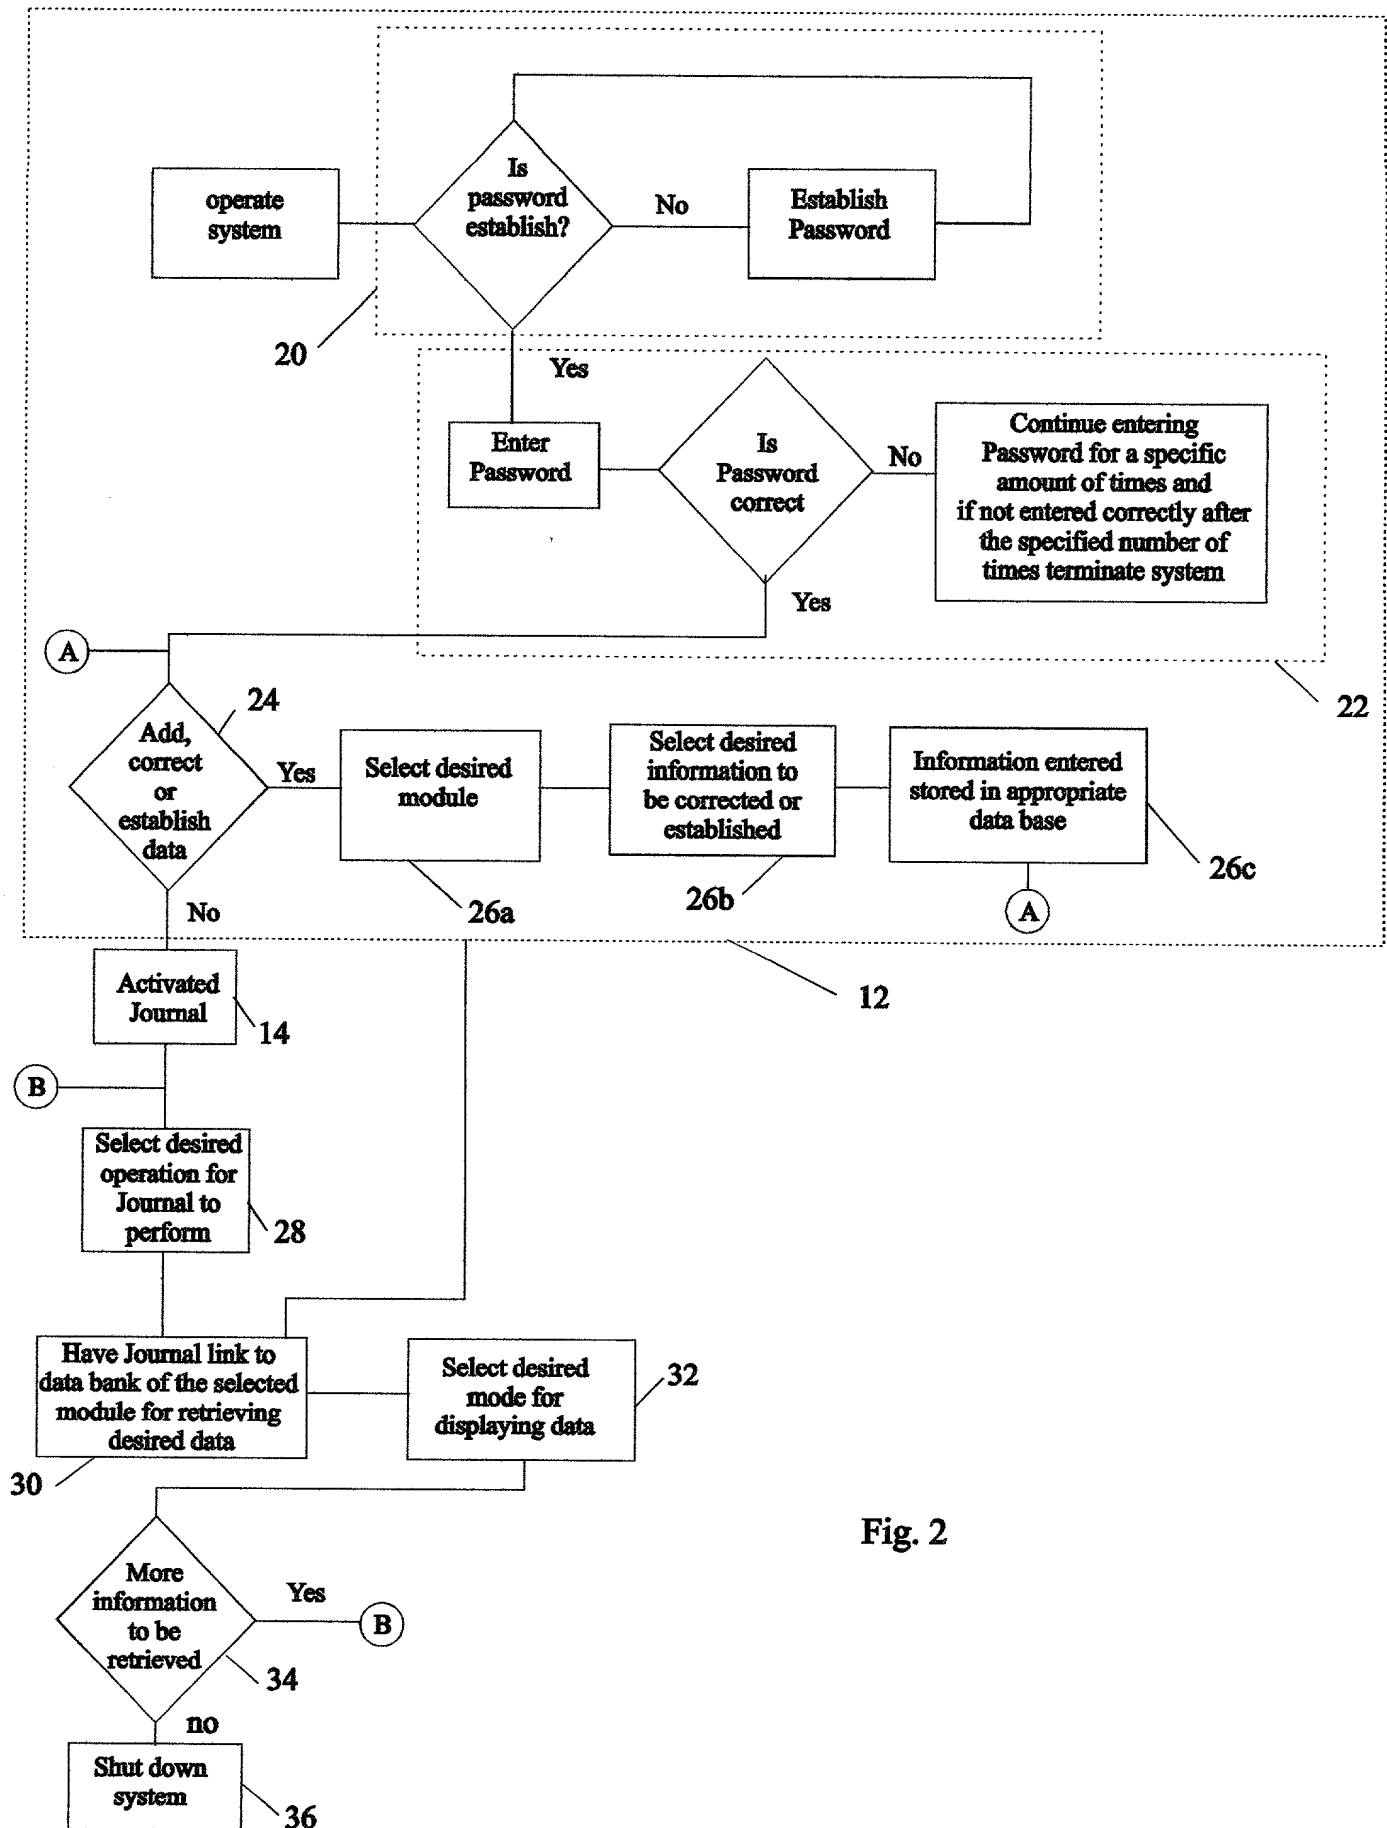 Is
password
establish?
operate
system
No
Establish
Password
20
Yes
Enter
Password
Is
Password
correct
No
Continue entering
Password for a specific
amount of times and
if not entered correctly after
the specified number of
times terminate system
Yes
A
22
24
Add,
correct
or
establish
data
Yes
Select desired
module
26a
Select desired
information to
be corrected or
established
26b
Information entered
stored in appropriate
data base
26c
A
No
12
Activated
Journal
14
B
Select desired
operation for
Journal to
perform
28
Have Journal link to
data bank of the selected
module for retrieving
desired data
30
Select desired
mode for
displaying data
32
Fig. 2
More
information
to be
retrieved
Yes
B
34
no
Shut down
system
36